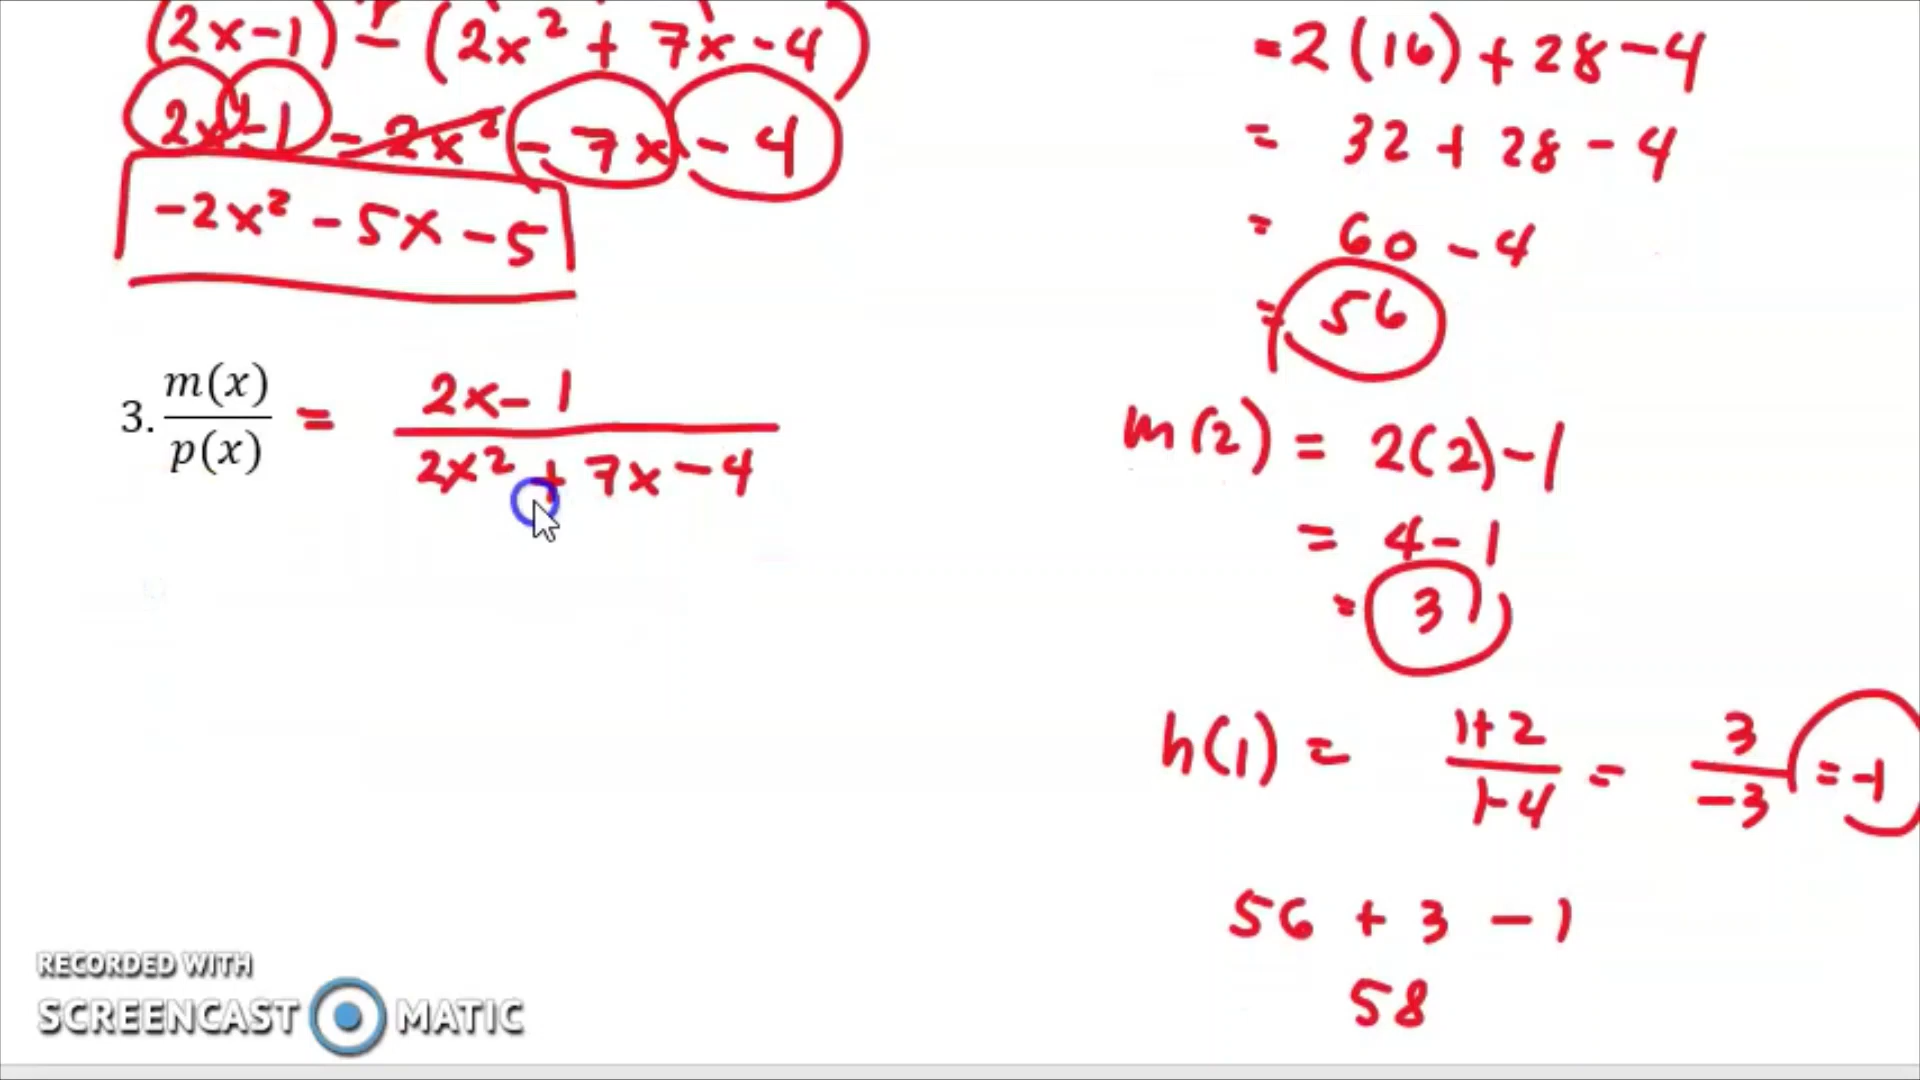 (2x-1) - (2x² + 7x-4)
2x -1 - 2x² - 7x - 4
-2x² - 5x - 5
3. m(x)/p(x) = 2x-1 / 2x² + 7x - 4
=2(16) + 28-4
= 32 + 28 - 4
= 60 - 4
= 56
m(2) = 2(2)-1
= 4-1
= 3
h(1) = 1+2 / 1-4 = 3 / -3 = -1
56 + 3 - 1
58
RECORDED WITH
SCREENCAST MATIC